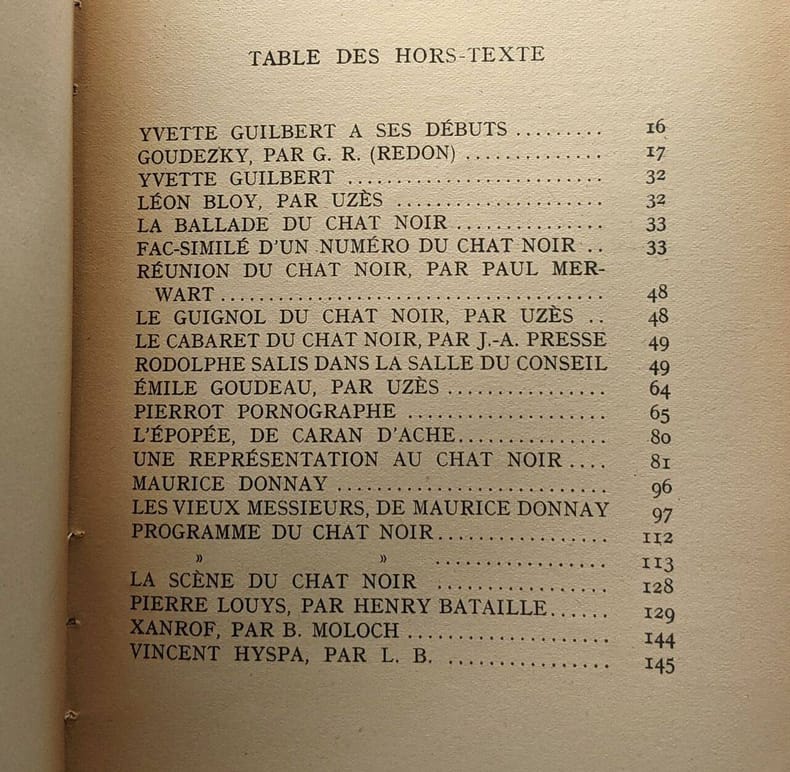 TABLE DES HORS-TEXTE
YVETTE GUILBERT A SES DÉBUTS ......... 16
GOUDEZKY, PAR G. R. (REDON) .............. 17
YVETTE GUILBERT .......................... 32
LÉON BLOY, PAR UZÈS ..................... 32
LA BALLADE DU CHAT NOIR ............... 33
FAC-SIMILÉ D'UN NUMÉRO DU CHAT NOIR .. 33
RÉUNION DU CHAT NOIR, PAR PAUL MER-
WART ....................................... 48
LE GUIGNOL DU CHAT NOIR, PAR UZÈS .. 48
LE CABARET DU CHAT NOIR, PAR J.-A. PRESSE 49
RODOLPHE SALIS DANS LA SALLE DU CONSEIL 49
ÉMILE GOUDEAU, PAR UZÈS ................ 64
PIERROT PORNOGRAPHE .................... 65
L'ÉPOPÉE, DE CARAN D'ACHE............... 80
UNE REPRÉSENTATION AU CHAT NOIR .... 81
MAURICE DONNAY ........................... 96
LES VIEUX MESSIEURS, DE MAURICE DONNAY 97
PROGRAMME DU CHAT NOIR................. 112
» » ................. 113
LA SCÈNE DU CHAT NOIR ................. 128
PIERRE LOUYS, PAR HENRY BATAILLE...... 129
XANROF, PAR B. MOLOCH .................... 144
VINCENT HYSPA, PAR L. B. ................ 145